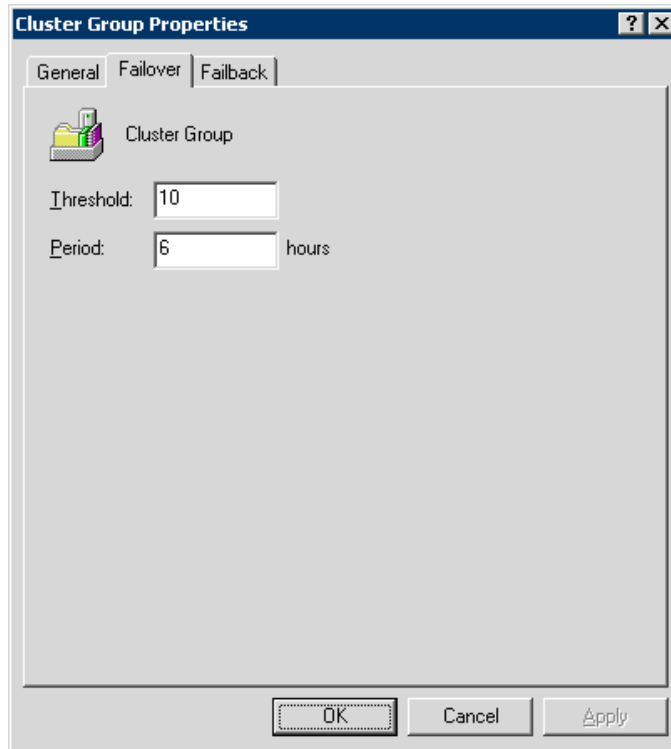 Cluster Group Properties
General Failover Failback
Cluster Group
Threshold: 10
Period: 6 hours
OK Cancel Apply